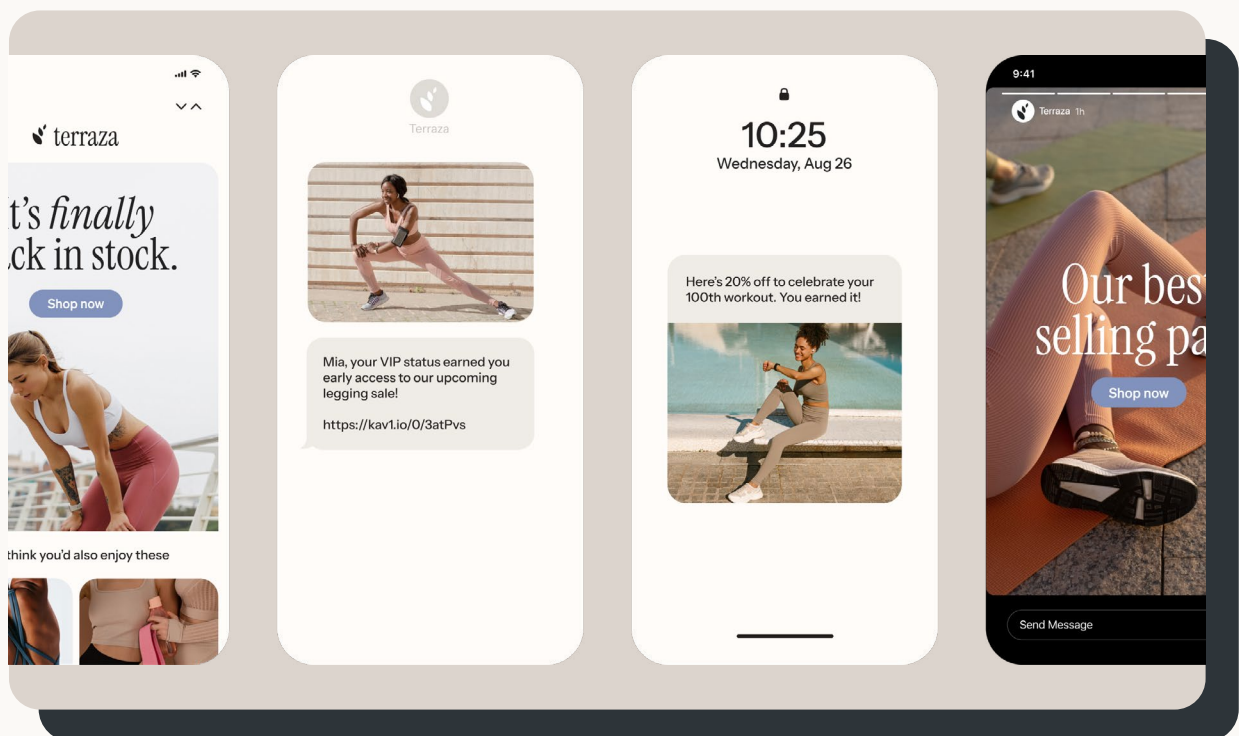 terraza
t's finally
ck in stock.
Shop now
think you'd also enjoy these
Terraza
Mia, your VIP status earned you
early access to our upcoming
legging sale!
https://kav1.io/0/3atPvs
10:25
Wednesday, Aug 26
Here's 20% off to celebrate your
100th workout. You earned it!
9:41
Terraza 1h
Our bes
selling pa
Shop now
Send Message